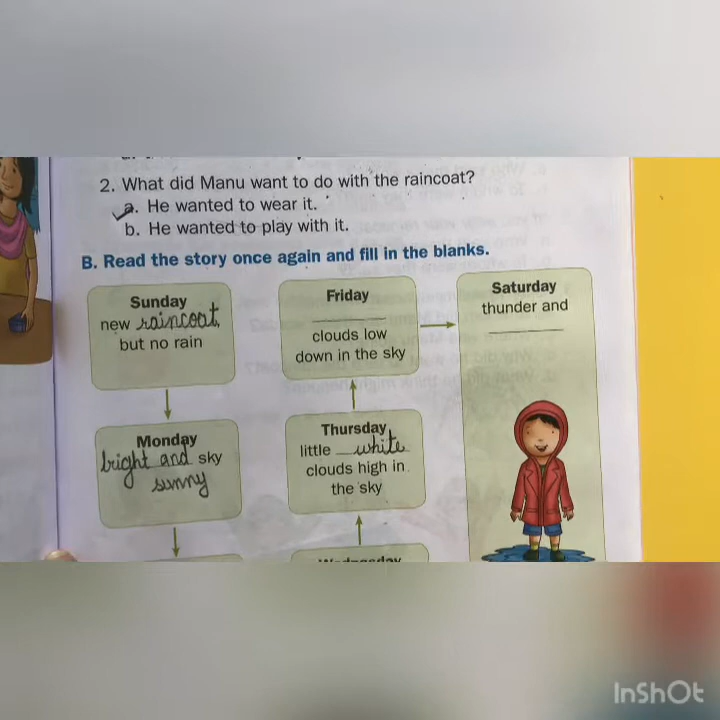 2. What did Manu want to do with the raincoat?
a. He wanted to wear it.
b. He wanted to play with it.
B. Read the story once again and fill in the blanks.
Sunday
new raincoat,
but no rain
Monday
bright and sky
sunny
Friday
clouds low
down in the sky
Thursday
little white
clouds high in
the sky
Wednesday
Saturday
thunder and
InShOt